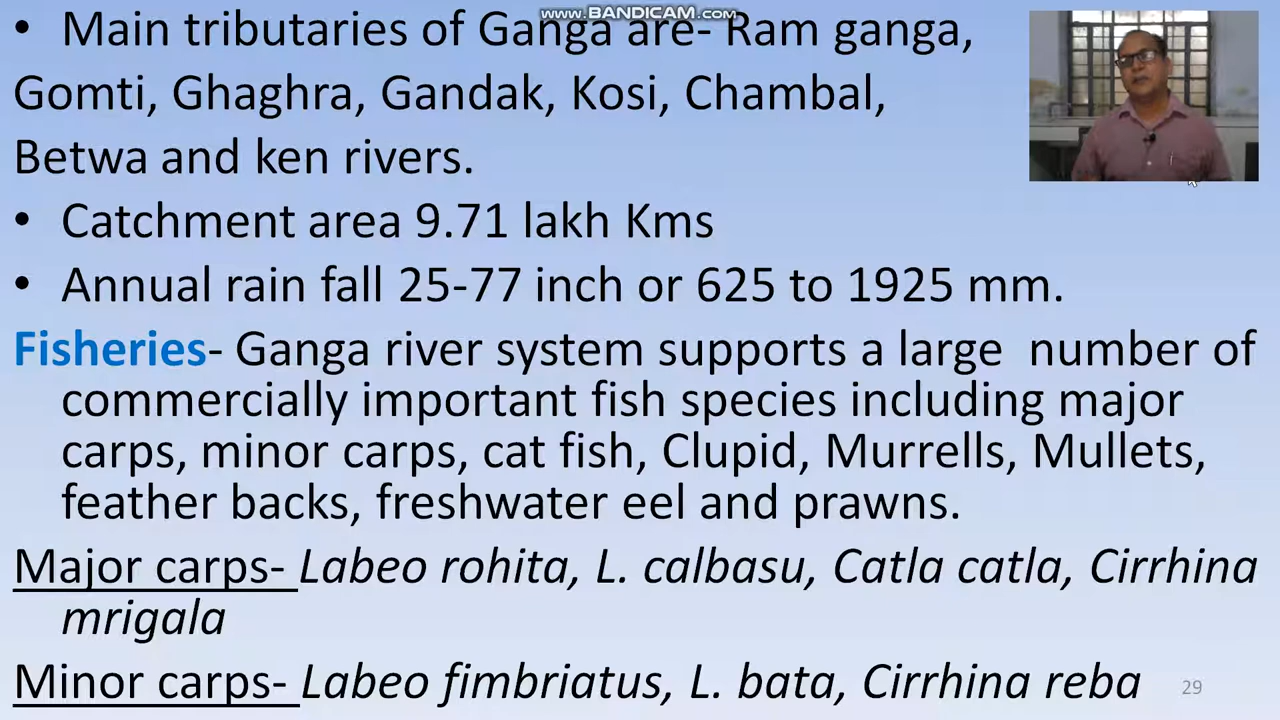 www.BANDICAM.com
• Main tributaries of Ganga are- Ram ganga,
Gomti, Ghaghra, Gandak, Kosi, Chambal,
Betwa and ken rivers.
• Catchment area 9.71 lakh Kms
• Annual rain fall 25-77 inch or 625 to 1925 mm.
Fisheries- Ganga river system supports a large number of
commercially important fish species including major
carps, minor carps, cat fish, Clupid, Murrells, Mullets,
feather backs, freshwater eel and prawns.
Major carps- Labeo rohita, L. calbasu, Catla catla, Cirrhina
mrigala
Minor carps- Labeo fimbriatus, L. bata, Cirrhina reba
29